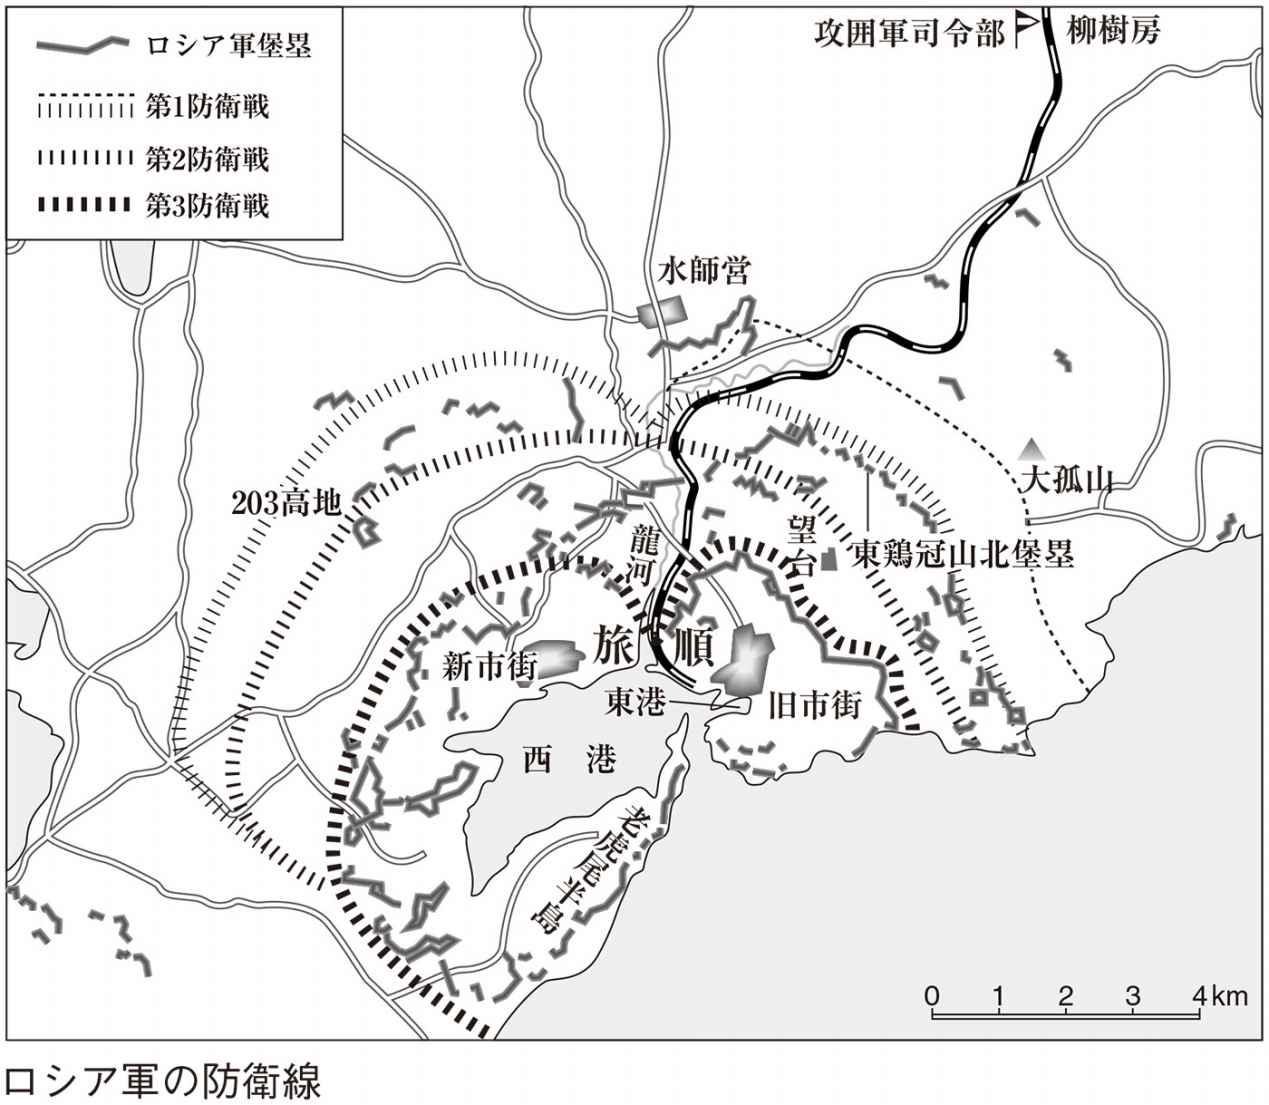 ロシア軍堡塁
第1防衛戦
第2防衛戦
第3防衛戦
攻囲軍司令部
柳樹房
水師営
203高地
大孤山
望台
東鶏冠山北堡塁
龍河
旅順
新市街
東港
旧市街
西港
老虎尾半島
0 1 2 3 4km
ロシア軍の防衛線